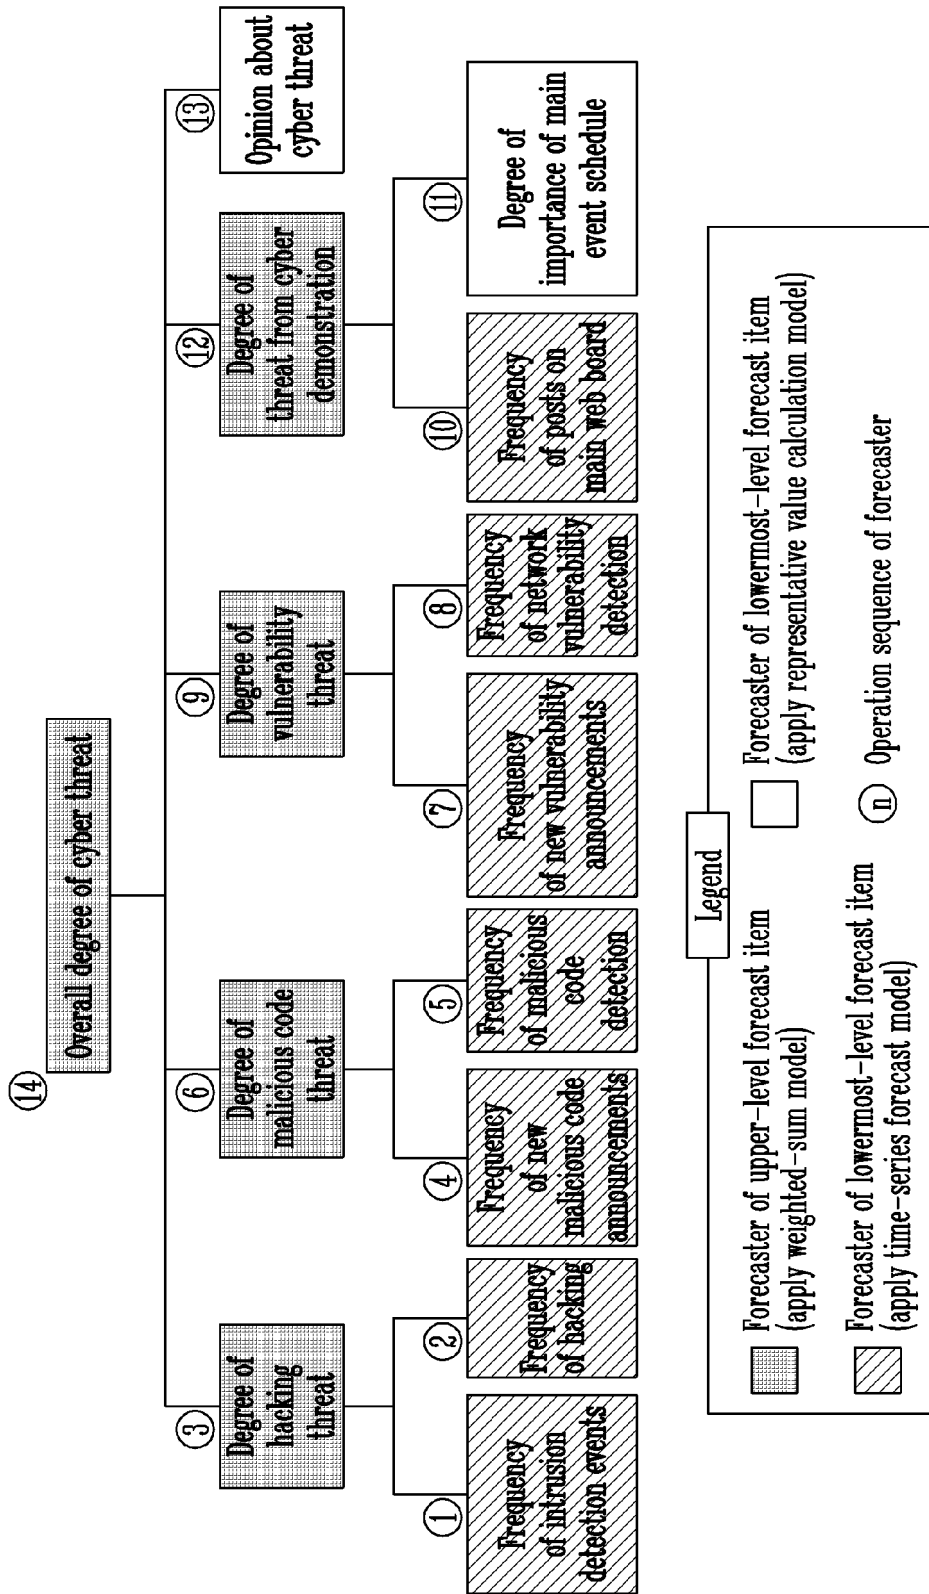 14
Overall degree of cyber threat
3
Degree of
hacking
threat
6
Degree of
malicious code
threat
9
Degree of
vulnerability
threat
12
Degree of
threat from cyber
demonstration
13
Opinion about
cyber threat
1
Frequency
of intrusion
detection events
2
Frequency
of hacking
4
Frequency
of new
malicious code
announcements
5
Frequency
of malicious
code
detection
7
Frequency
of new vulnerability
announcements
8
Frequency
of network
vulnerability
detection
10
Frequency
of posts on
main web board
11
Degree of
importance of main
event schedule
Legend
Forecaster of upper-level forecast item
(apply weighted-sum model)
Forecaster of lowermost-level forecast item
(apply representative value calculation model)
Forecaster of lowermost-level forecast item
(apply time-series forecast model)
n Operation sequence of forecaster